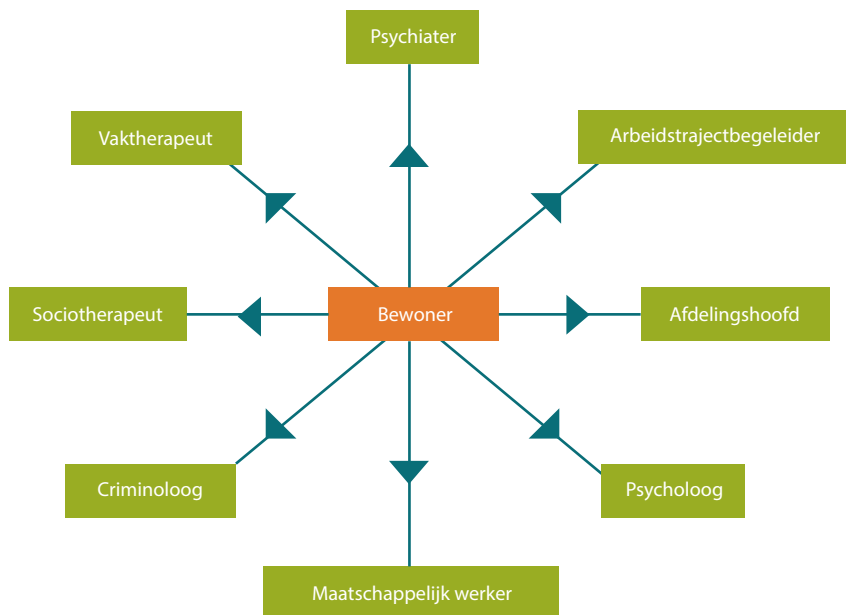 Psychiater
Vaktherapeut
Arbeidstrajectbegeleider
Sociotherapeut
Bewoner
Afdelingshoofd
Criminoloog
Psycholoog
Maatschappelijk werker